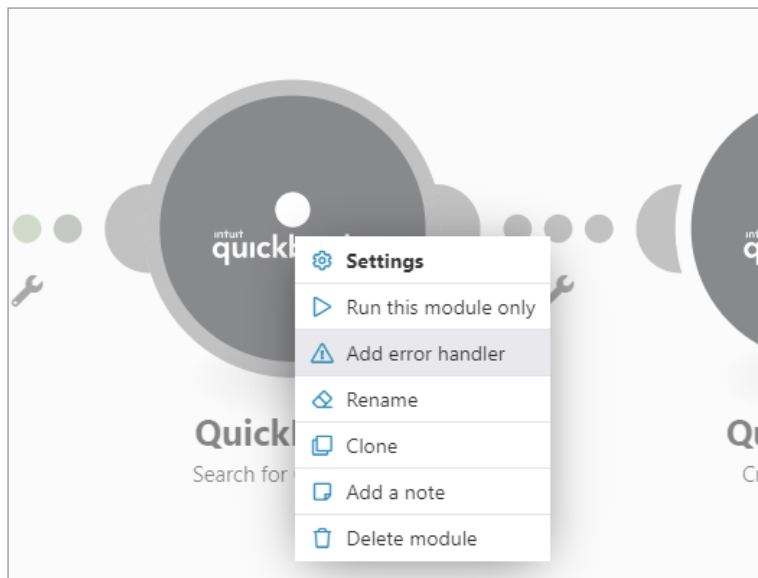 intuit
quickb
Settings
Run this module only
Add error handler
Rename
Clone
Add a note
Delete module
Quick
Search for
Qu
Cr